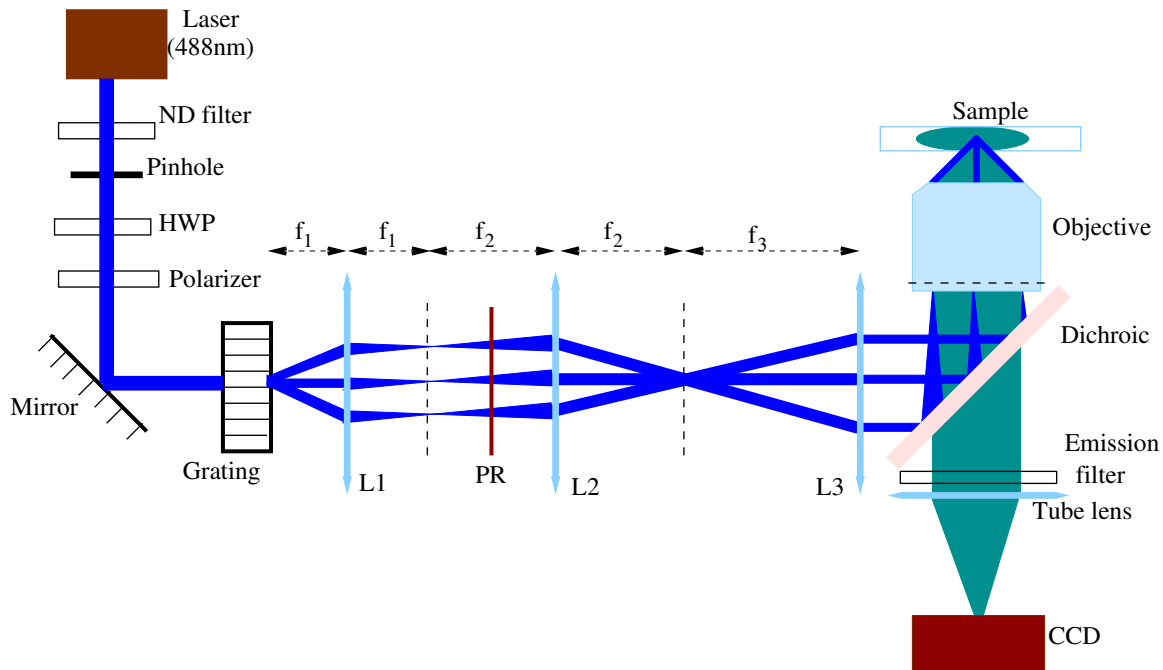 Laser
(488nm)
ND filter
Pinhole
HWP
Polarizer
Mirror
Grating
f₁
f₁
f₂
f₂
f₃
L1
PR
L2
L3
Sample
Objective
Dichroic
Emission
filter
Tube lens
CCD